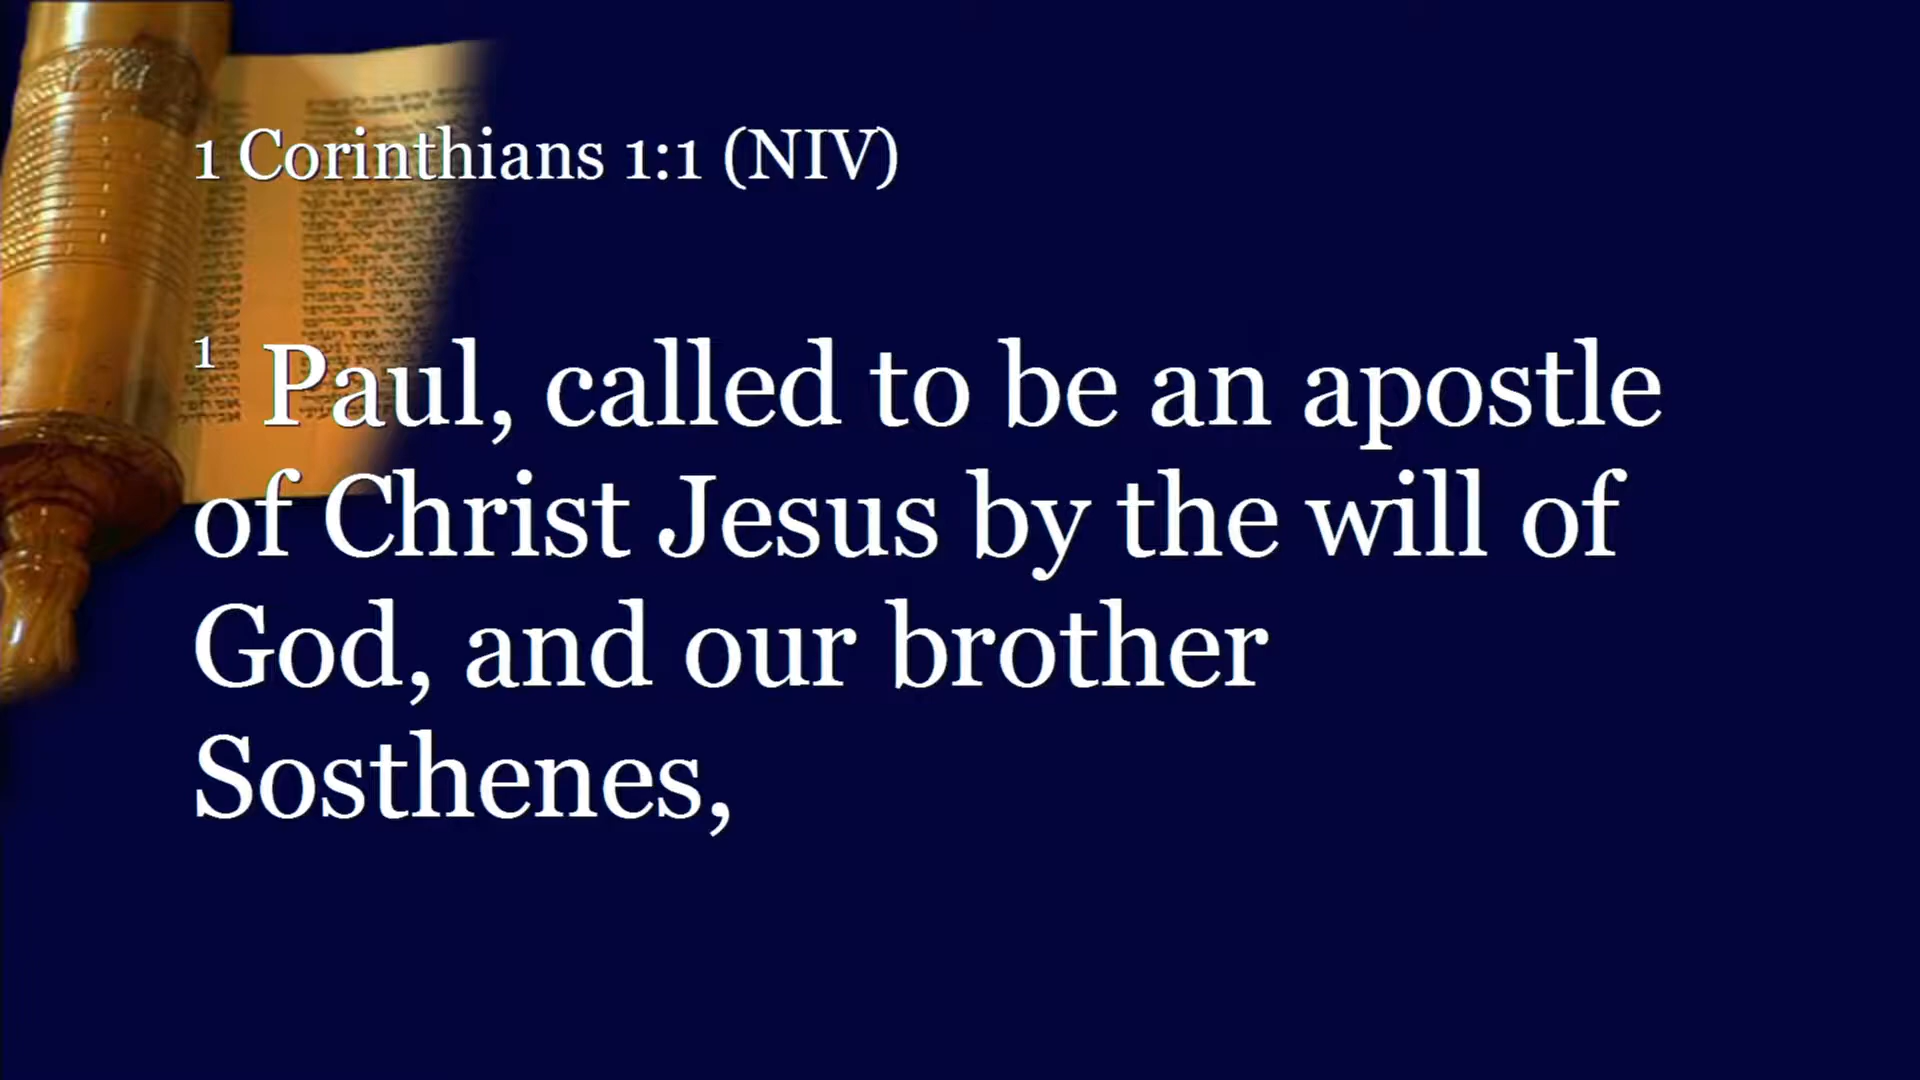 1 Corinthians 1:1 (NIV)
1 Paul, called to be an apostle
of Christ Jesus by the will of
God, and our brother
Sosthenes,